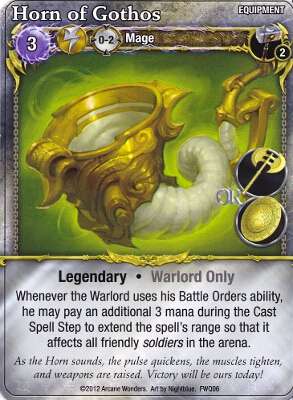 Horn of Gothos
EQUIPMENT
3
0-2 Mage
2
OR
Legendary • Warlord Only
Whenever the Warlord uses his Battle Orders ability,
he may pay an additional 3 mana during the Cast
Spell Step to extend the spell's range so that it
affects all friendly soldiers in the arena.
As the Horn sounds, the pulse quickens, the muscles tighten,
and weapons are raised. Victory will be ours today!
©2012 Arcane Wonders. Art by Nightblue. FWQ06